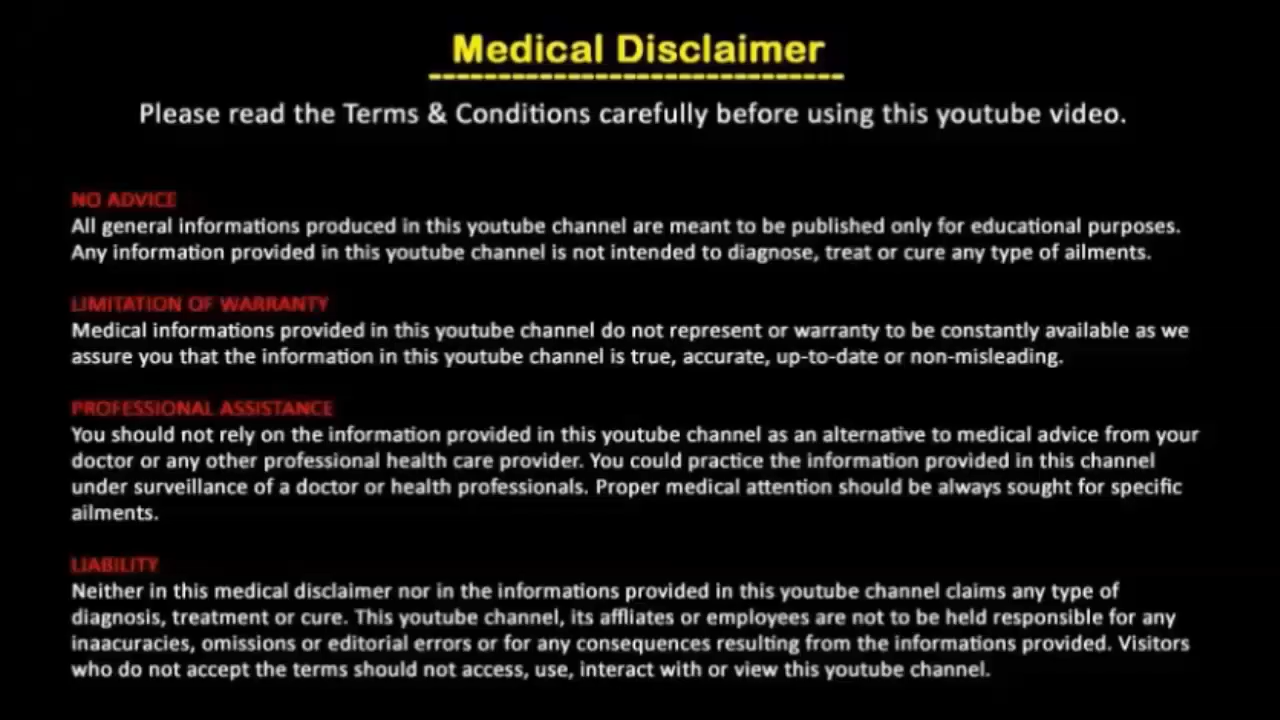 Medical Disclaimer
Please read the Terms & Conditions carefully before using this youtube video.
NO ADVICE
All general informations produced in this youtube channel are meant to be published only for educational purposes.
Any information provided in this youtube channel is not intended to diagnose, treat or cure any type of ailments.
LIMITATION OF WARRANTY
Medical informations provided in this youtube channel do not represent or warranty to be constantly available as we
assure you that the information in this youtube channel is true, accurate, up-to-date or non-misleading.
PROFESSIONAL ASSISTANCE
You should not rely on the information provided in this youtube channel as an alternative to medical advice from your
doctor or any other professional health care provider. You could practice the information provided in this channel
under surveillance of a doctor or health professionals. Proper medical attention should be always sought for specific
ailments.
LIABILITY
Neither in this medical disclaimer nor in the informations provided in this youtube channel claims any type of
diagnosis, treatment or cure. This youtube channel, its affliates or employees are not to be held responsible for any
inaacuracies, omissions or editorial errors or for any consequences resulting from the informations provided. Visitors
who do not accept the terms should not access, use, interact with or view this youtube channel.